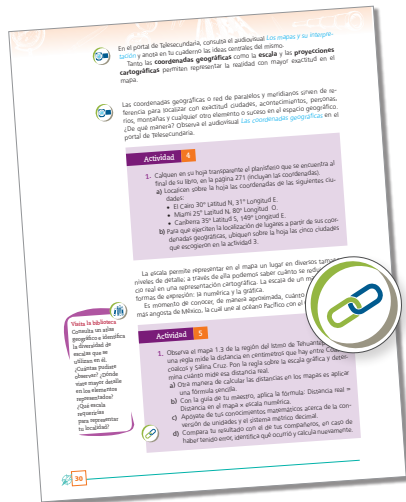 En el portal de Telesecundaria, consulta el audiovisual Los mapas y su interpre-
tación y anota en tu cuaderno las ideas centrales del mismo.
Tanto las coordenadas geográficas como la escala y las proyecciones
cartográficas permiten representar la realidad con mayor exactitud en el
mapa.
Las coordenadas geográficas o red de paralelos y meridianos sirven de re-
ferencia para localizar con exactitud ciudades, acontecimientos, personas,
ríos, montañas y cualquier otro elemento o suceso en el espacio geográfico.
¿De qué manera? Observa el audiovisual Las coordenadas geográficas en el
portal de Telesecundaria.
Actividad 4
1. Calquen en su hoja transparente el planisferio que se encuentra al
final de su libro, en la página 271 (incluyan las coordenadas).
a) Localicen sobre la hoja las coordenadas de las siguientes ciu-
dades:
• El Cairo 30° Latitud N, 31° Longitud E.
• Miami 25° Latitud N, 80° Longitud O.
• Canberra 35° Latitud S, 149° Longitud E.
b) Para que ejerciten la localización de lugares a partir de sus coor-
denadas geográficas, ubiquen sobre la hoja las cinco ciudades
que escogieron en la actividad 3.
La escala permite representar en el mapa un lugar en diversos
niveles de detalle; a través de ella podemos saber cuánto se
cio real en una representación cartográfica. La escala de un
formas de expresión: la numérica y la gráfica.
Es momento de conocer, de manera aproximada, cuánto
más angosta de México, la cual une al océano Pacífico con el
Visita la biblioteca
Consulta un atlas
geográfico e identifica
la diversidad de
escalas que se
utilizan en él.
¿Cuántas pudiste
observar? ¿Dónde
viste mayor detalle
en los elementos
representados?
¿Qué escala
requerirías
para representar
tu localidad?
Actividad 5
1. Observa el mapa 1.3 de la región del Istmo de
una regla mide la distancia en centímetros que hay entre
coalcos y Salina Cruz. Pon la regla sobre la escala gráfica y deter-
mina cuánto mide esa distancia real.
a) Otra manera de calcular las distancias en los mapas es aplicar
una fórmula sencilla.
b) Con la guía de tu maestro, aplica la fórmula: Distancia real =
Distancia en el mapa × escala numérica.
c) Apóyate de tus conocimientos matemáticos acerca de la con-
versión de unidades y el sistema métrico decimal.
d) Compara tu resultado con el de tus compañeros, en caso de
haber tenido error, identifica qué ocurrió y calcula nuevamente.
30